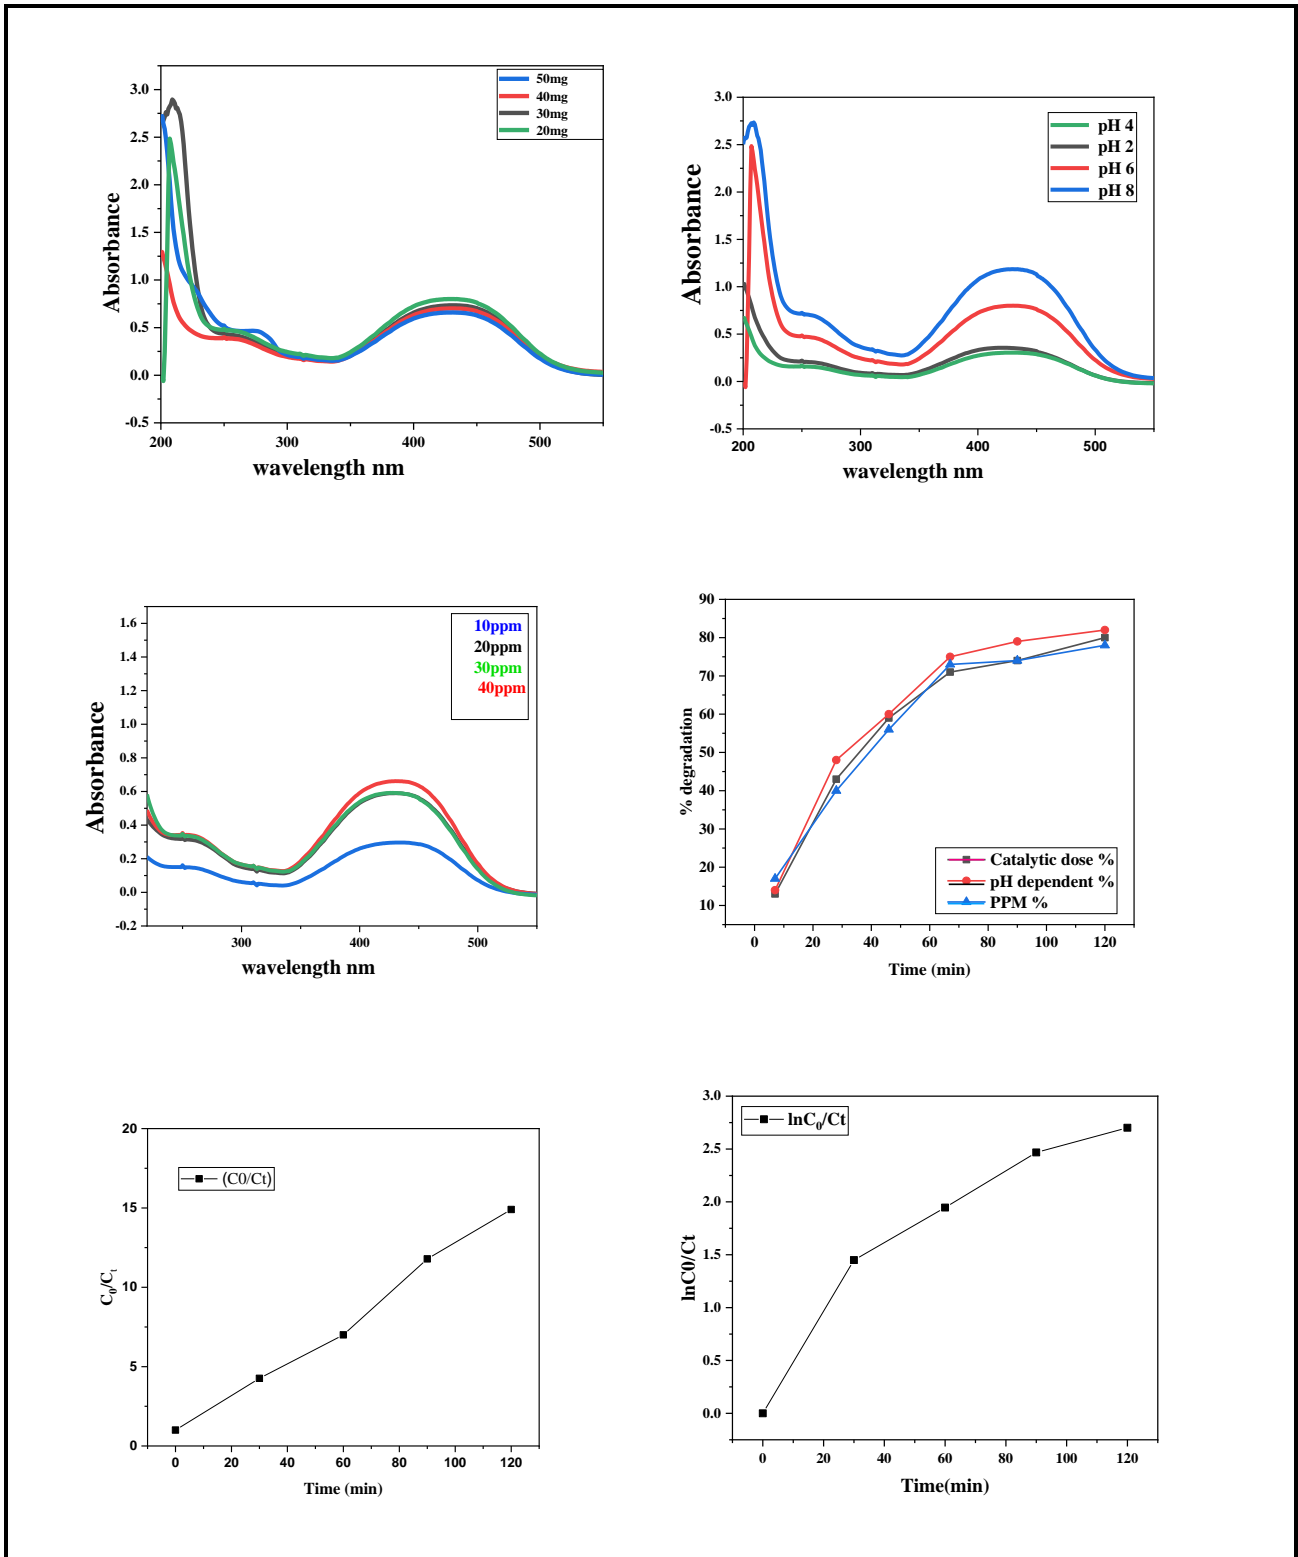 3.0
2.5
2.0
1.5
1.0
0.5
0.0
-0.5
200
300
400
500
Absorbance
wavelength nm
50mg
40mg
30mg
20mg
3.0
2.5
2.0
1.5
1.0
0.5
0.0
-0.5
200
300
400
500
Absorbance
wavelength nm
pH 4
pH 2
pH 6
pH 8
1.6
1.4
1.2
1.0
0.8
0.6
0.4
0.2
0.0
-0.2
300
400
500
Absorbance
wavelength nm
10ppm
20ppm
30ppm
40ppm
90
80
70
60
50
40
30
20
10
0
20
40
60
80
100
120
% degradation
Time (min)
Catalytic dose %
pH dependent %
PPM %
20
15
10
5
0
0
20
40
60
80
100
120
C₀/Cₜ
Time (min)
(C0/Ct)
3.0
2.5
2.0
1.5
1.0
0.5
0.0
0
20
40
60
80
100
120
lnC0/Ct
Time(min)
lnC₀/Ct